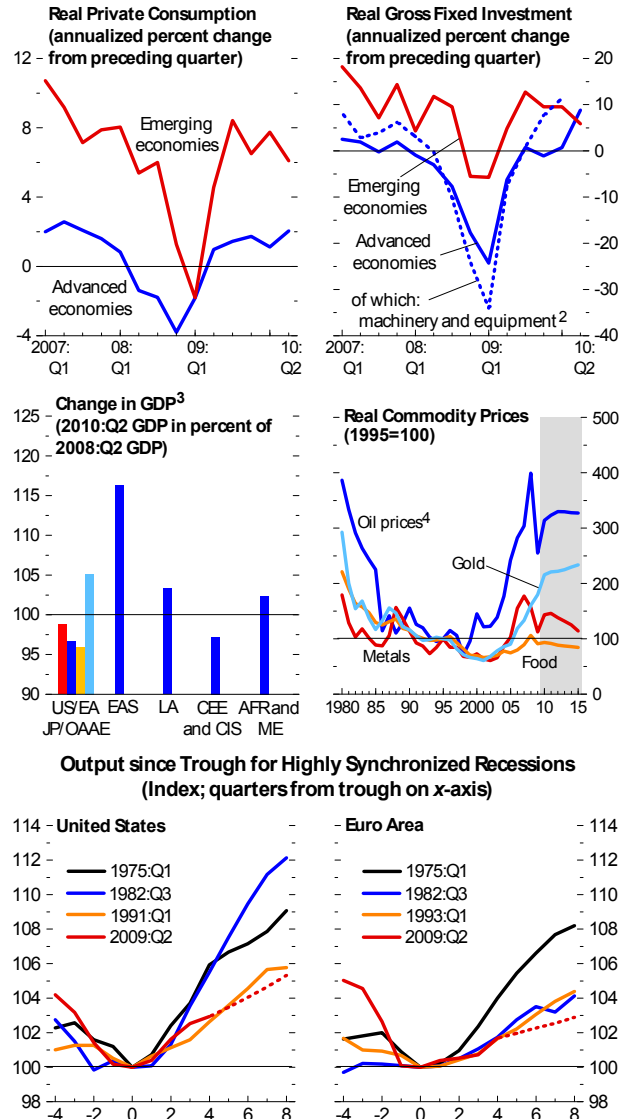 Real Private Consumption
(annualized percent change
from preceding quarter)
12
8
4
0
-4
Emerging
economies
Advanced
economies
2007:
Q1
08:
Q1
09:
Q1
10:
Q2
Real Gross Fixed Investment
(annualized percent change
from preceding quarter)
20
10
0
-10
-20
-30
-40
Emerging
economies
Advanced
economies
of which:
machinery and equipment2
2007:
Q1
08:
Q1
09:
Q1
10:
Q2
Change in GDP3
(2010:Q2 GDP in percent of
2008:Q2 GDP)
125
120
115
110
105
100
95
90
US/EA
JP/OAAE
EAS
LA
CEE
and CIS
AFR and
ME
Real Commodity Prices
(1995=100)
500
400
300
200
100
0
Oil prices4
Gold
Metals
Food
1980 85 90 95 2000 05 10 15
Output since Trough for Highly Synchronized Recessions
(Index; quarters from trough on x-axis)
United States
114
112
110
108
106
104
102
100
98
1975:Q1
1982:Q3
1991:Q1
2009:Q2
-4 -2 0 2 4 6 8
Euro Area
114
112
110
108
106
104
102
100
98
1975:Q1
1982:Q3
1993:Q1
2009:Q2
-4 -2 0 2 4 6 8